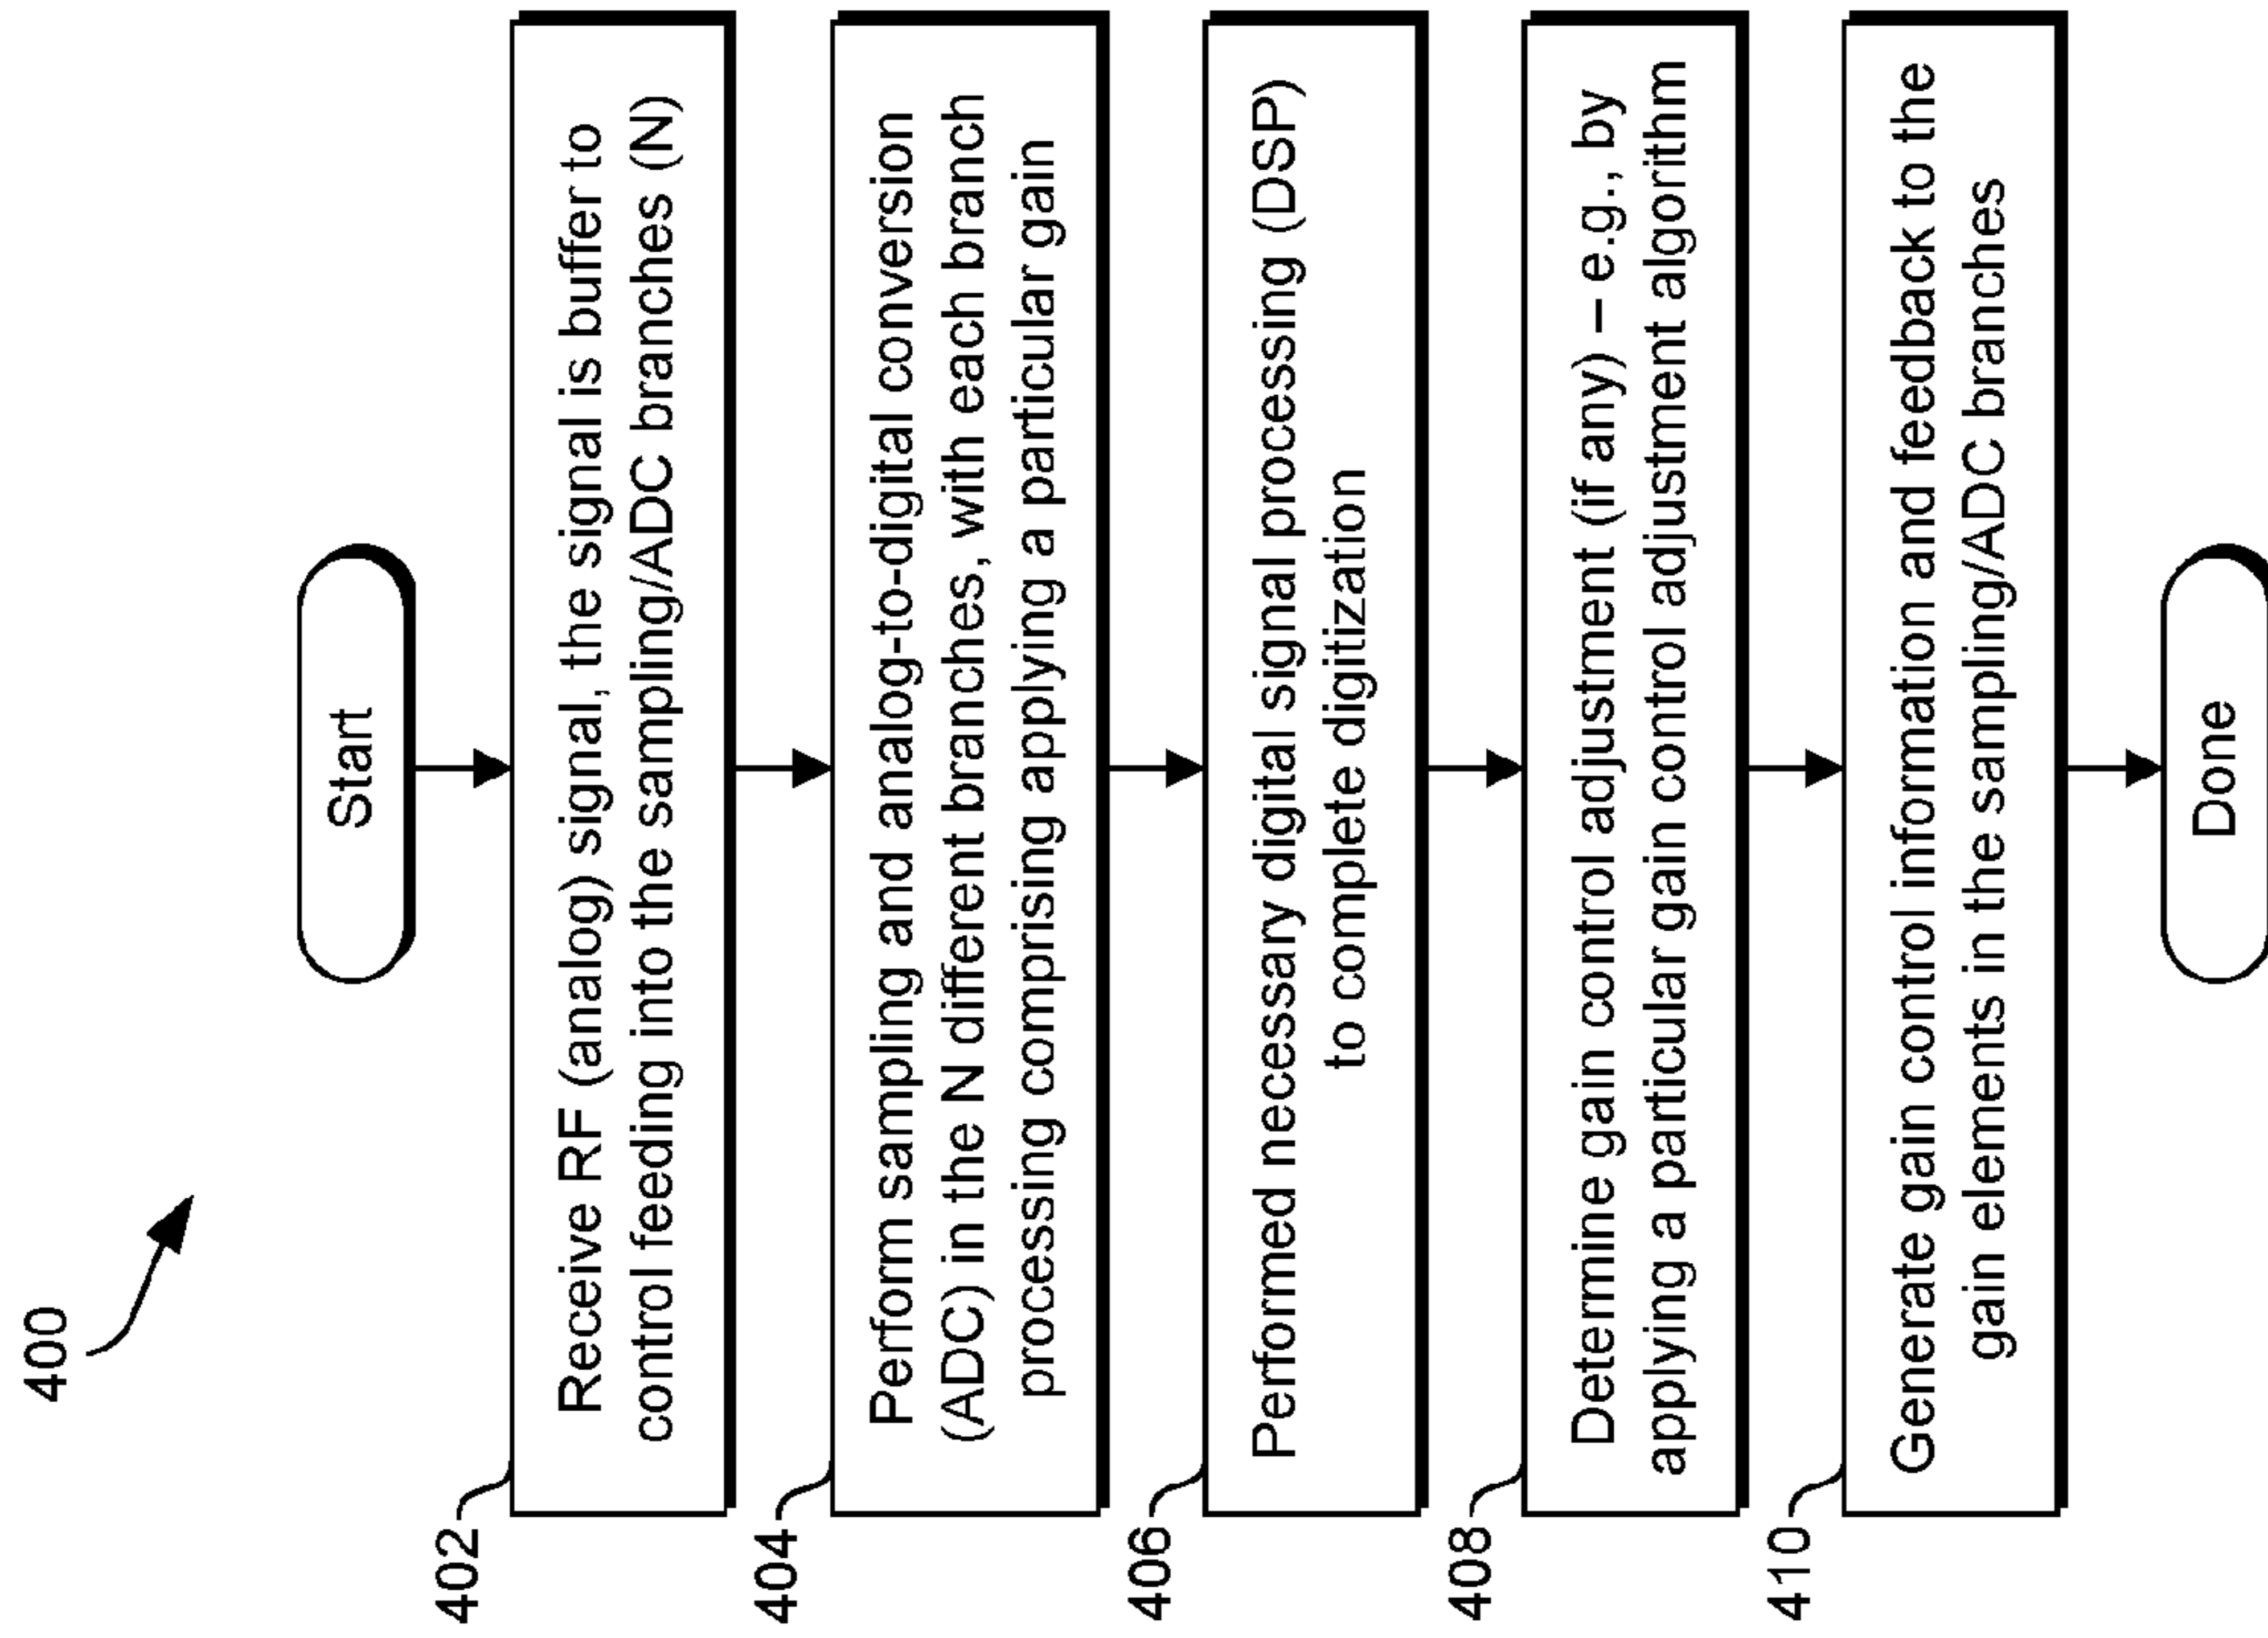 400
Start
402
Receive RF (analog) signal, the signal is buffer to
control feeding into the sampling/ADC branches (N)
404
Perform sampling and analog-to-digital conversion
(ADC) in the N different branches, with each branch
processing comprising applying a particular gain
406
Performed necessary digital signal processing (DSP)
to complete digitization
408
Determine gain control adjustment (if any) – e.g., by
applying a particular gain control adjustment algorithm
410
Generate gain control information and feedback to the
gain elements in the sampling/ADC branches
Done